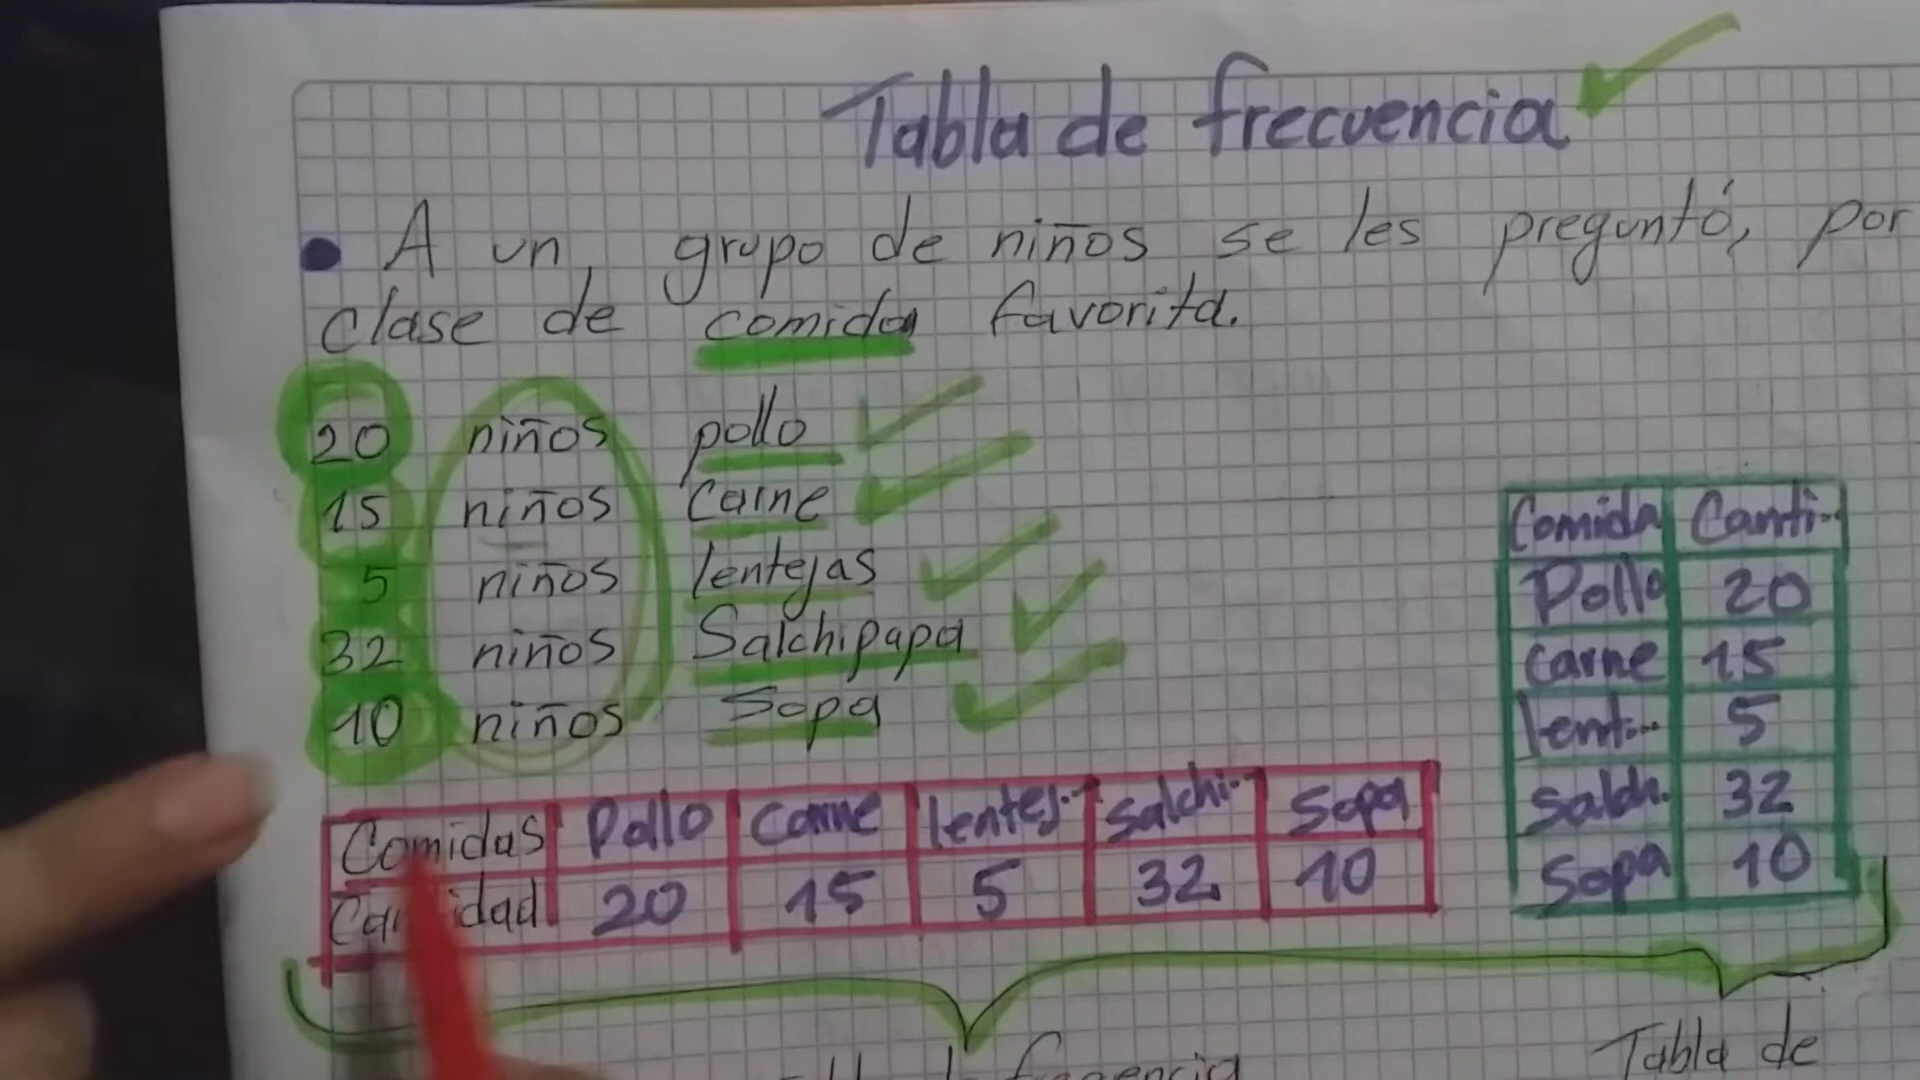 Tabla de frecuencia
A un grupo de niños se les preguntó, por
clase de comida favorita.
20 niños pollo
15 niños Carne
5 niños lentejas
32 niños Salchipapa
10 niños Sopa
Comida Canti...
Pollo 20
Carne 15
lent... 5
Salch. 32
Sopa 10
Comidas Pollo Carne lentej.. Salchi.. Sopa
20 15 5 32 10
Tabla de